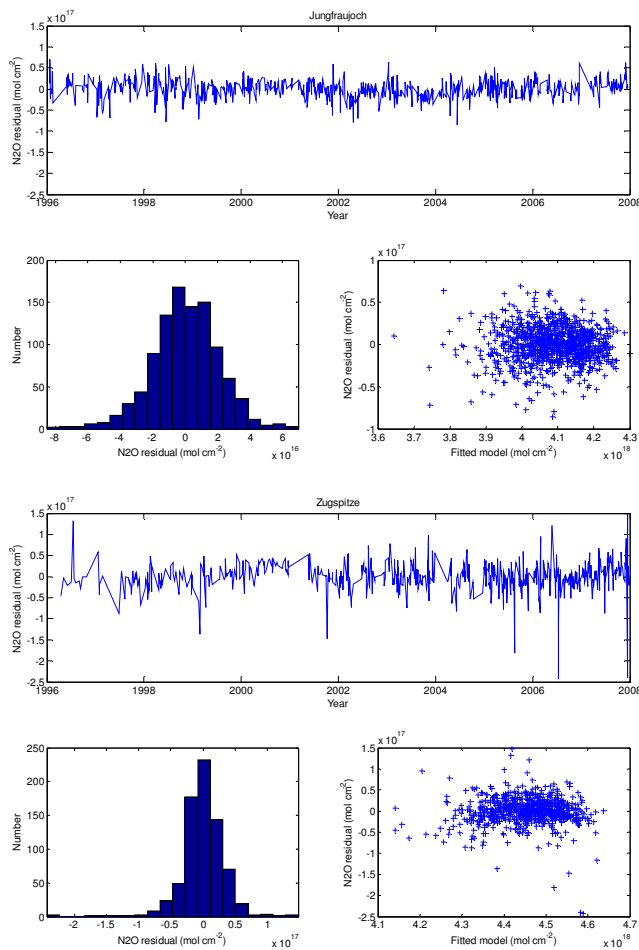 Jungfraujoch
x 10^17
1.5
1
0.5
0
-0.5
-1
-1.5
-2
-2.5
N2O residual (mol cm^-2)
1996 1998 2000 2002 2004 2006 2008
Year
200
150
100
50
0
Number
-8 -6 -4 -2 0 2 4 6
x 10^16
N2O residual (mol cm^-2)
x 10^17
1
0.5
0
-0.5
-1
N2O residual (mol cm^-2)
3.6 3.7 3.8 3.9 4 4.1 4.2 4.3
x 10^18
Fitted model (mol cm^-2)
Zugspitze
x 10^17
1.5
1
0.5
0
-0.5
-1
-1.5
-2
-2.5
N2O residual (mol cm^-2)
1996 1998 2000 2002 2004 2006 2008
Year
250
200
150
100
50
0
Number
-2 -1.5 -1 -0.5 0 0.5 1
x 10^17
N2O residual (mol cm^-2)
x 10^17
1.5
1
0.5
0
-0.5
-1
-1.5
-2
-2.5
N2O residual (mol cm^-2)
4.1 4.2 4.3 4.4 4.5 4.6 4.7
x 10^18
Fitted model (mol cm^-2)